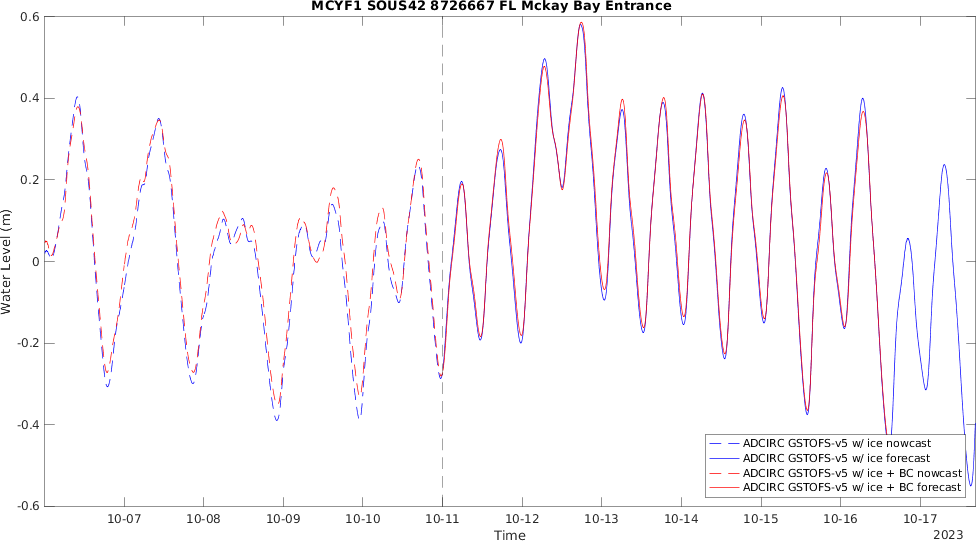 MCYF1 SOUS42 8726667 FL Mckay Bay Entrance
0.6
0.4
0.2
0
-0.2
-0.4
-0.6
Water Level (m)
ADCIRC GSTOFS-v5 w/ ice nowcast
ADCIRC GSTOFS-v5 w/ ice forecast
ADCIRC GSTOFS-v5 w/ ice + BC nowcast
ADCIRC GSTOFS-v5 w/ ice + BC forecast
10-07 10-08 10-09 10-10 10-11 10-12 10-13 10-14 10-15 10-16 10-17
Time
2023